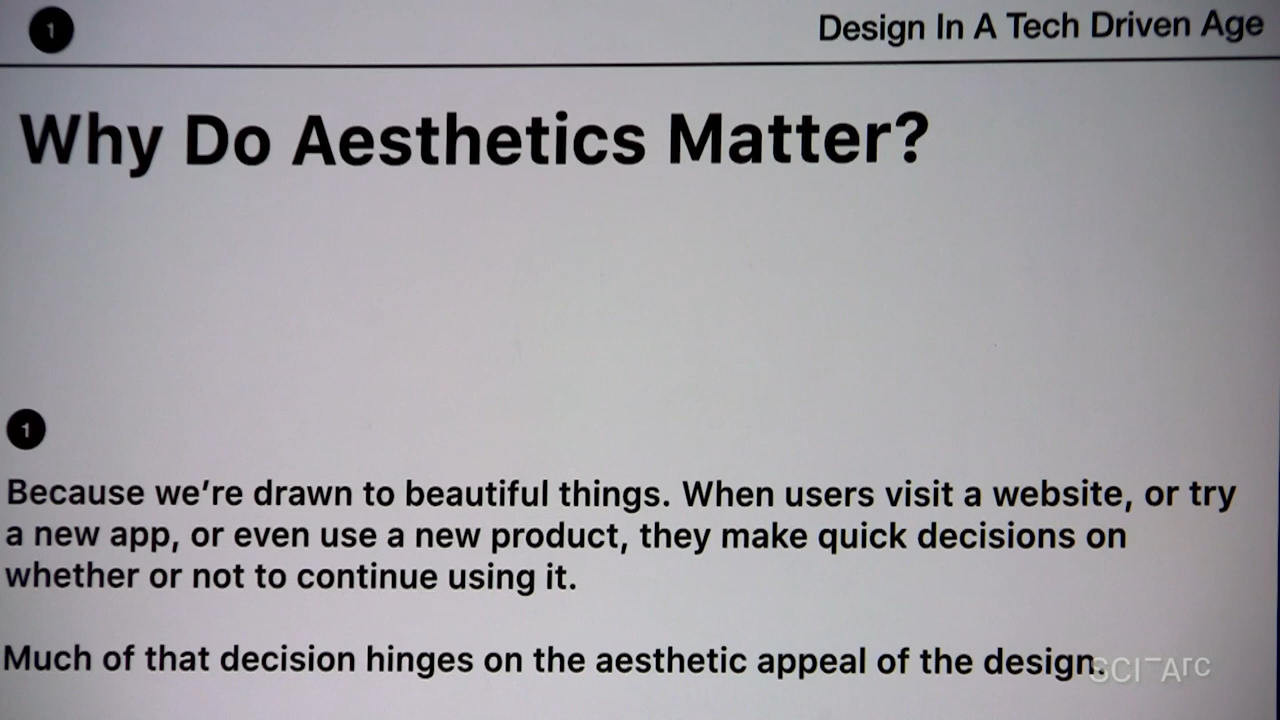 1
Design In A Tech Driven Age
Why Do Aesthetics Matter?
1
Because we’re drawn to beautiful things. When users visit a website, or try
a new app, or even use a new product, they make quick decisions on
whether or not to continue using it.
Much of that decision hinges on the aesthetic appeal of the design.
SCI-Arc